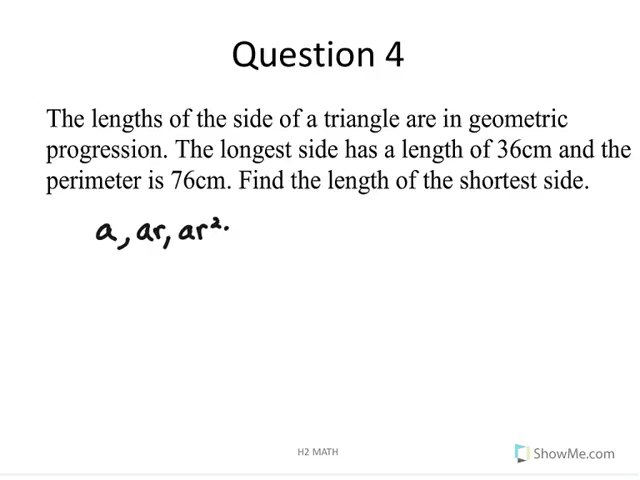 Question 4
The lengths of the side of a triangle are in geometric
progression. The longest side has a length of 36cm and the
perimeter is 76cm. Find the length of the shortest side.
a, ar, ar².
H2 MATH
ShowMe.com